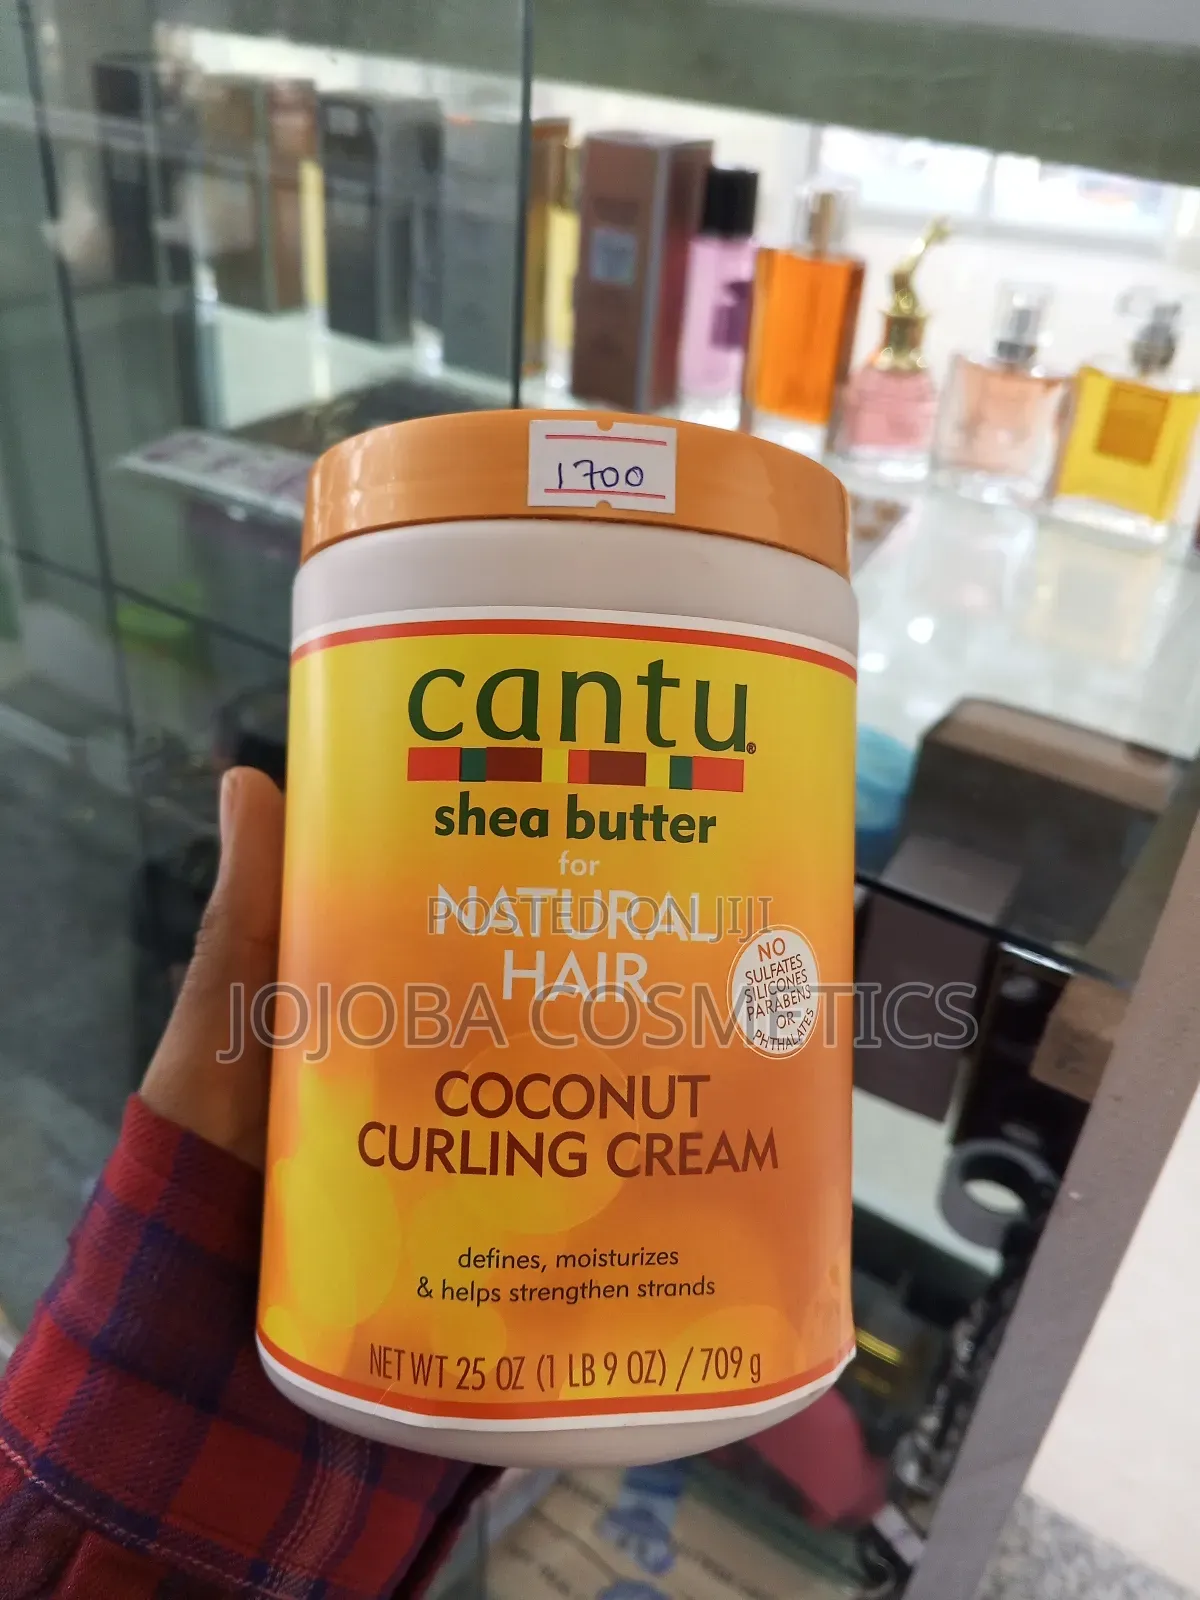 1700
cantu®
shea butter
for
NATURAL
POSTED ON JIJI
HAIR
NO
SULFATES
SILICONES
PARABENS
OR
PHTHALATES
JOJOBA COSMETICS
COCONUT
CURLING CREAM
defines, moisturizes
& helps strengthen strands
NET WT 25 OZ (1 LB 9 OZ) / 709 g